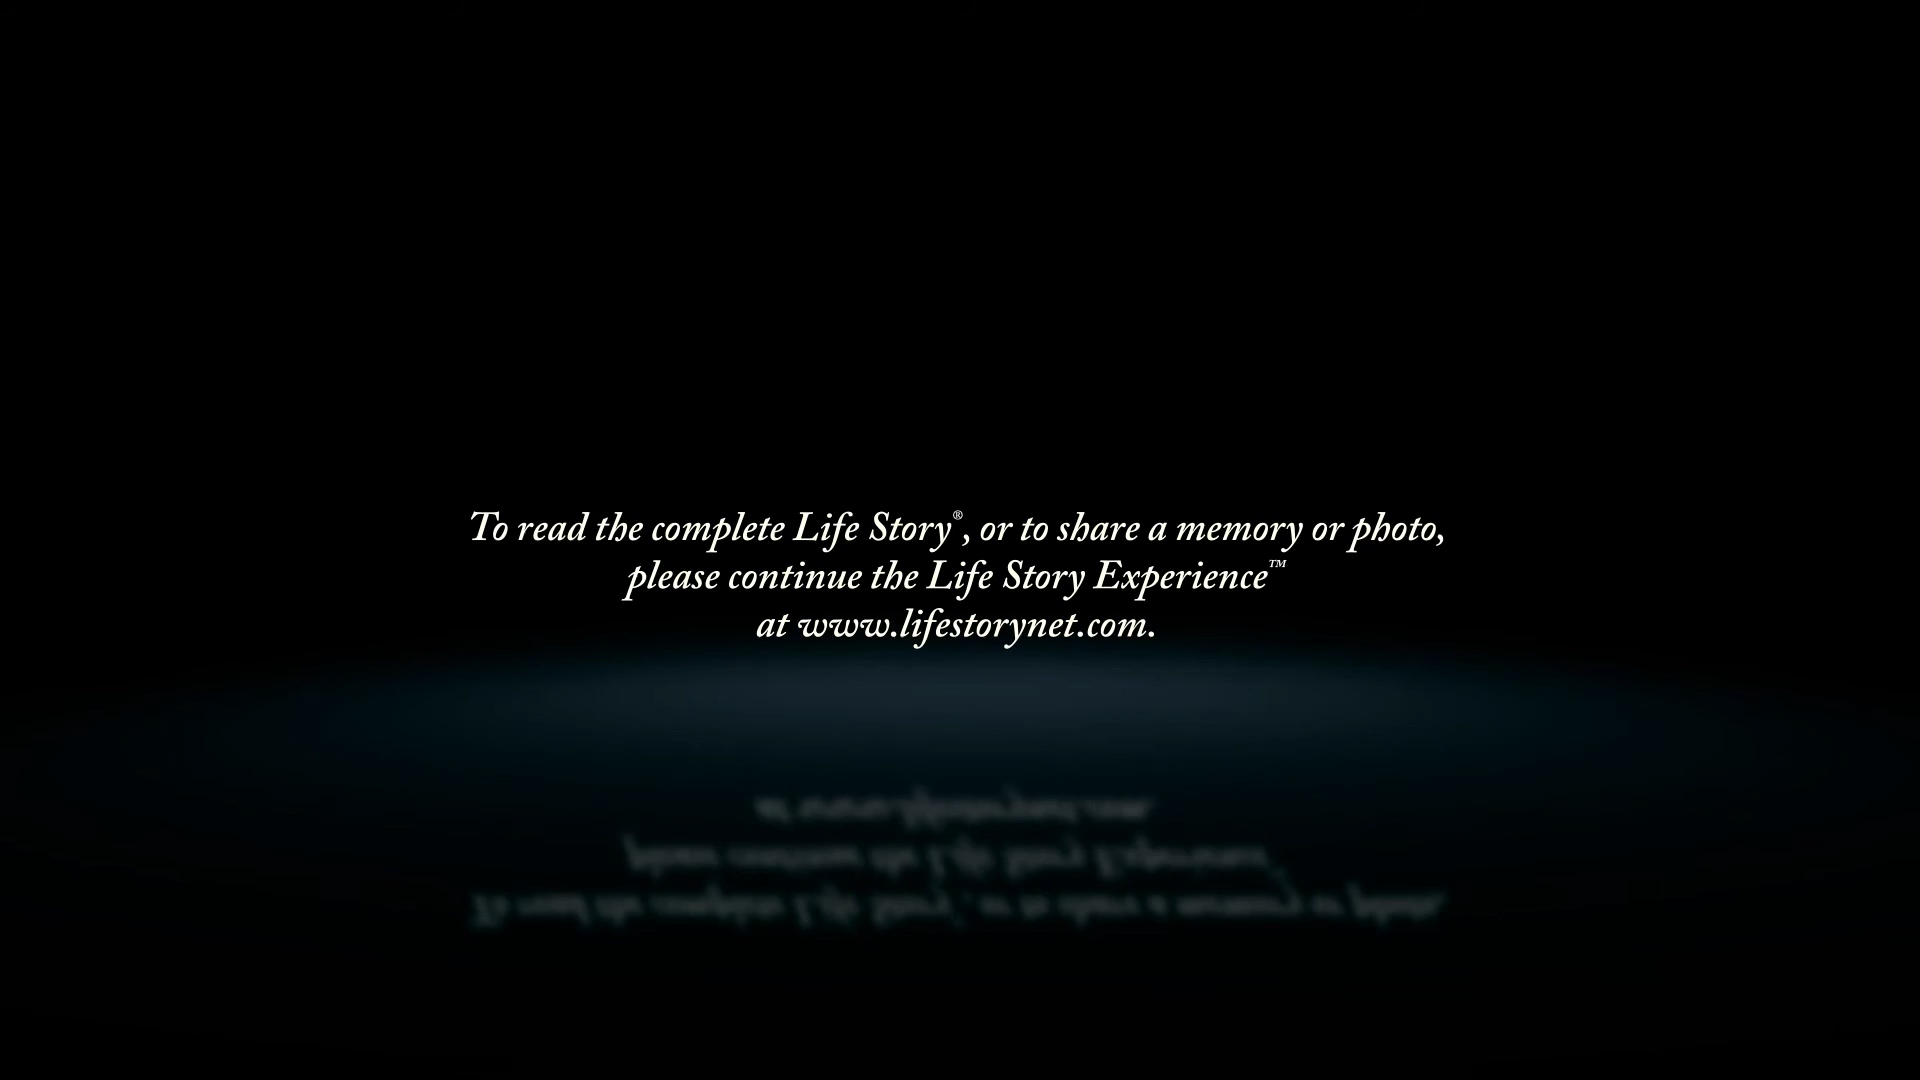 To read the complete Life Story®, or to share a memory or photo,
please continue the Life Story Experience™
at www.lifestorynet.com.